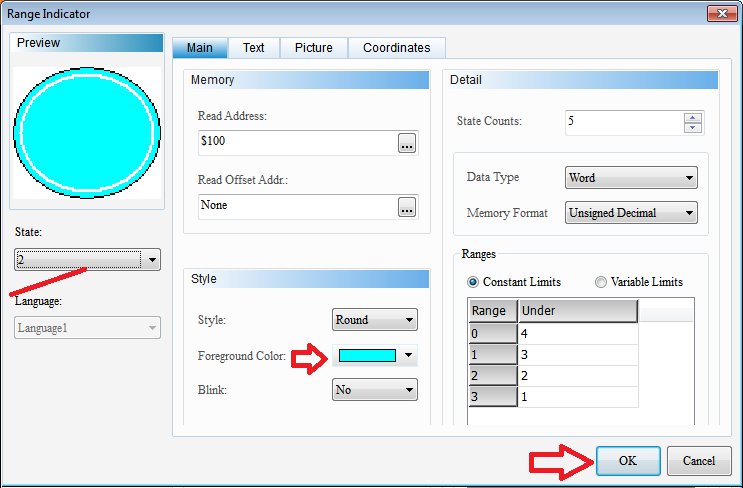 Range Indicator
Preview
State:
2
Language:
Language1
Main Text Picture Coordinates
Memory
Read Address:
$100
...
Read Offset Addr.:
None
...
Style
Style:
Round
Foreground Color:
Blink:
No
Detail
State Counts:
5
Data Type
Word
Memory Format
Unsigned Decimal
Ranges
Constant Limits Variable Limits
Range Under
0 4
1 3
2 2
3 1
OK Cancel